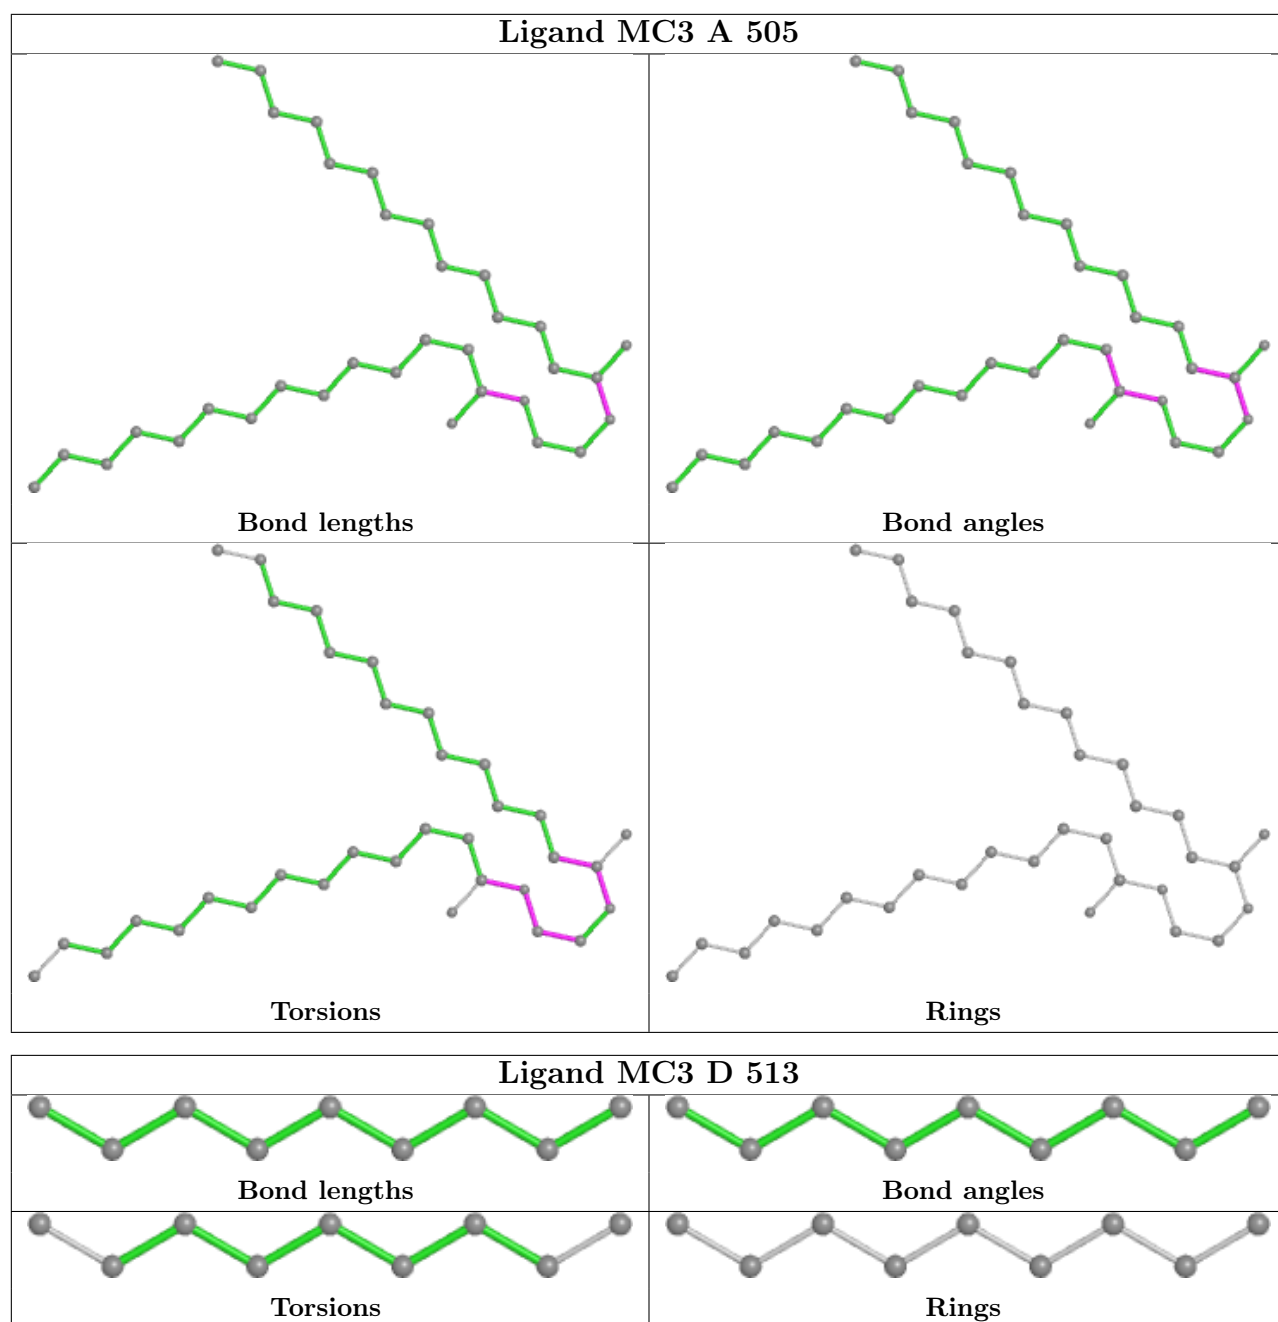 Ligand MC3 A 505
Bond lengths
Bond angles
Torsions
Rings
Ligand MC3 D 513
Bond lengths
Bond angles
Torsions
Rings